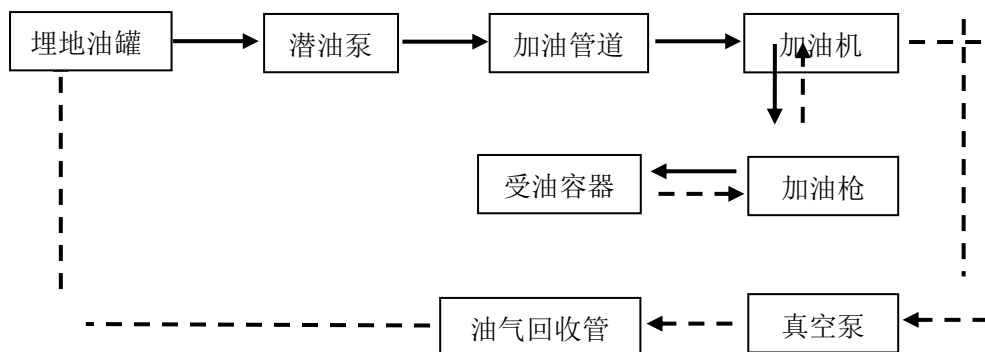 埋地油罐
潜油泵
加油管道
加油机
受油容器
加油枪
油气回收管
真空泵